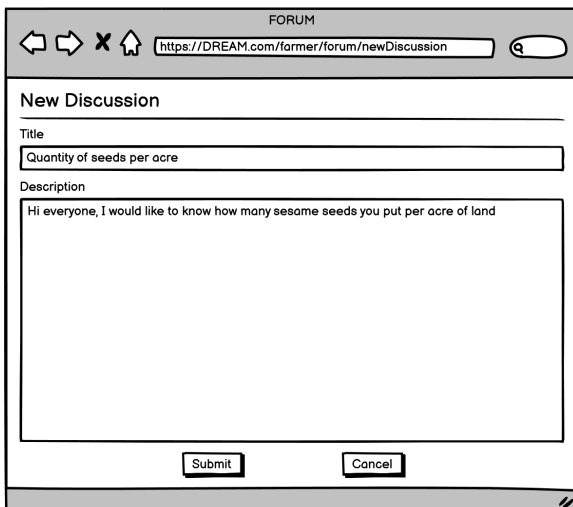 FORUM
https://DREAM.com/farmer/forum/newDiscussion
New Discussion
Title
Quantity of seeds per acre
Description
Hi everyone, I would like to know how many sesame seeds you put per acre of land
Submit
Cancel